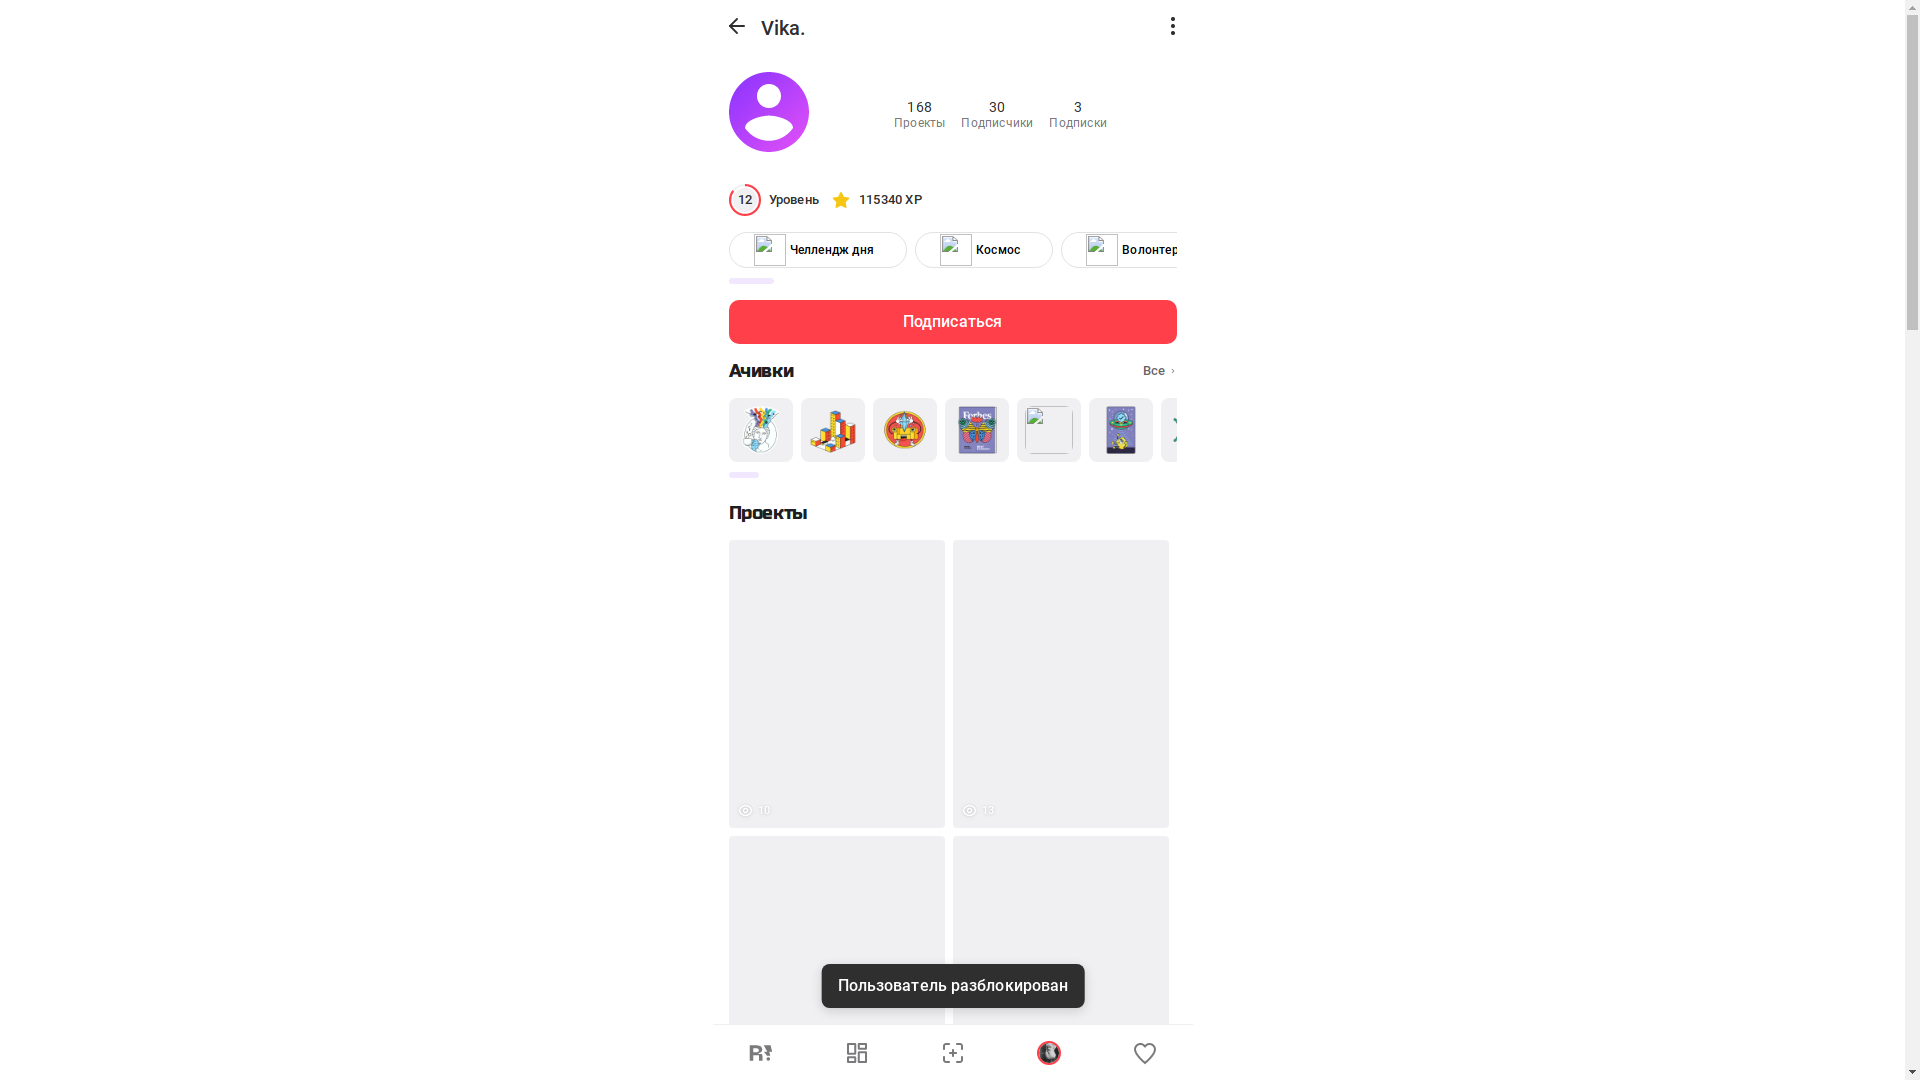 Vika.
168
Проекты
30
Подписчики
3
Подписки
12
Уровень
115340 XP
Челлендж дня
Космос
Волонтер
Подписаться
Ачивки
Все
Forbes
Проекты
10
13
Пользователь разблокирован
R!